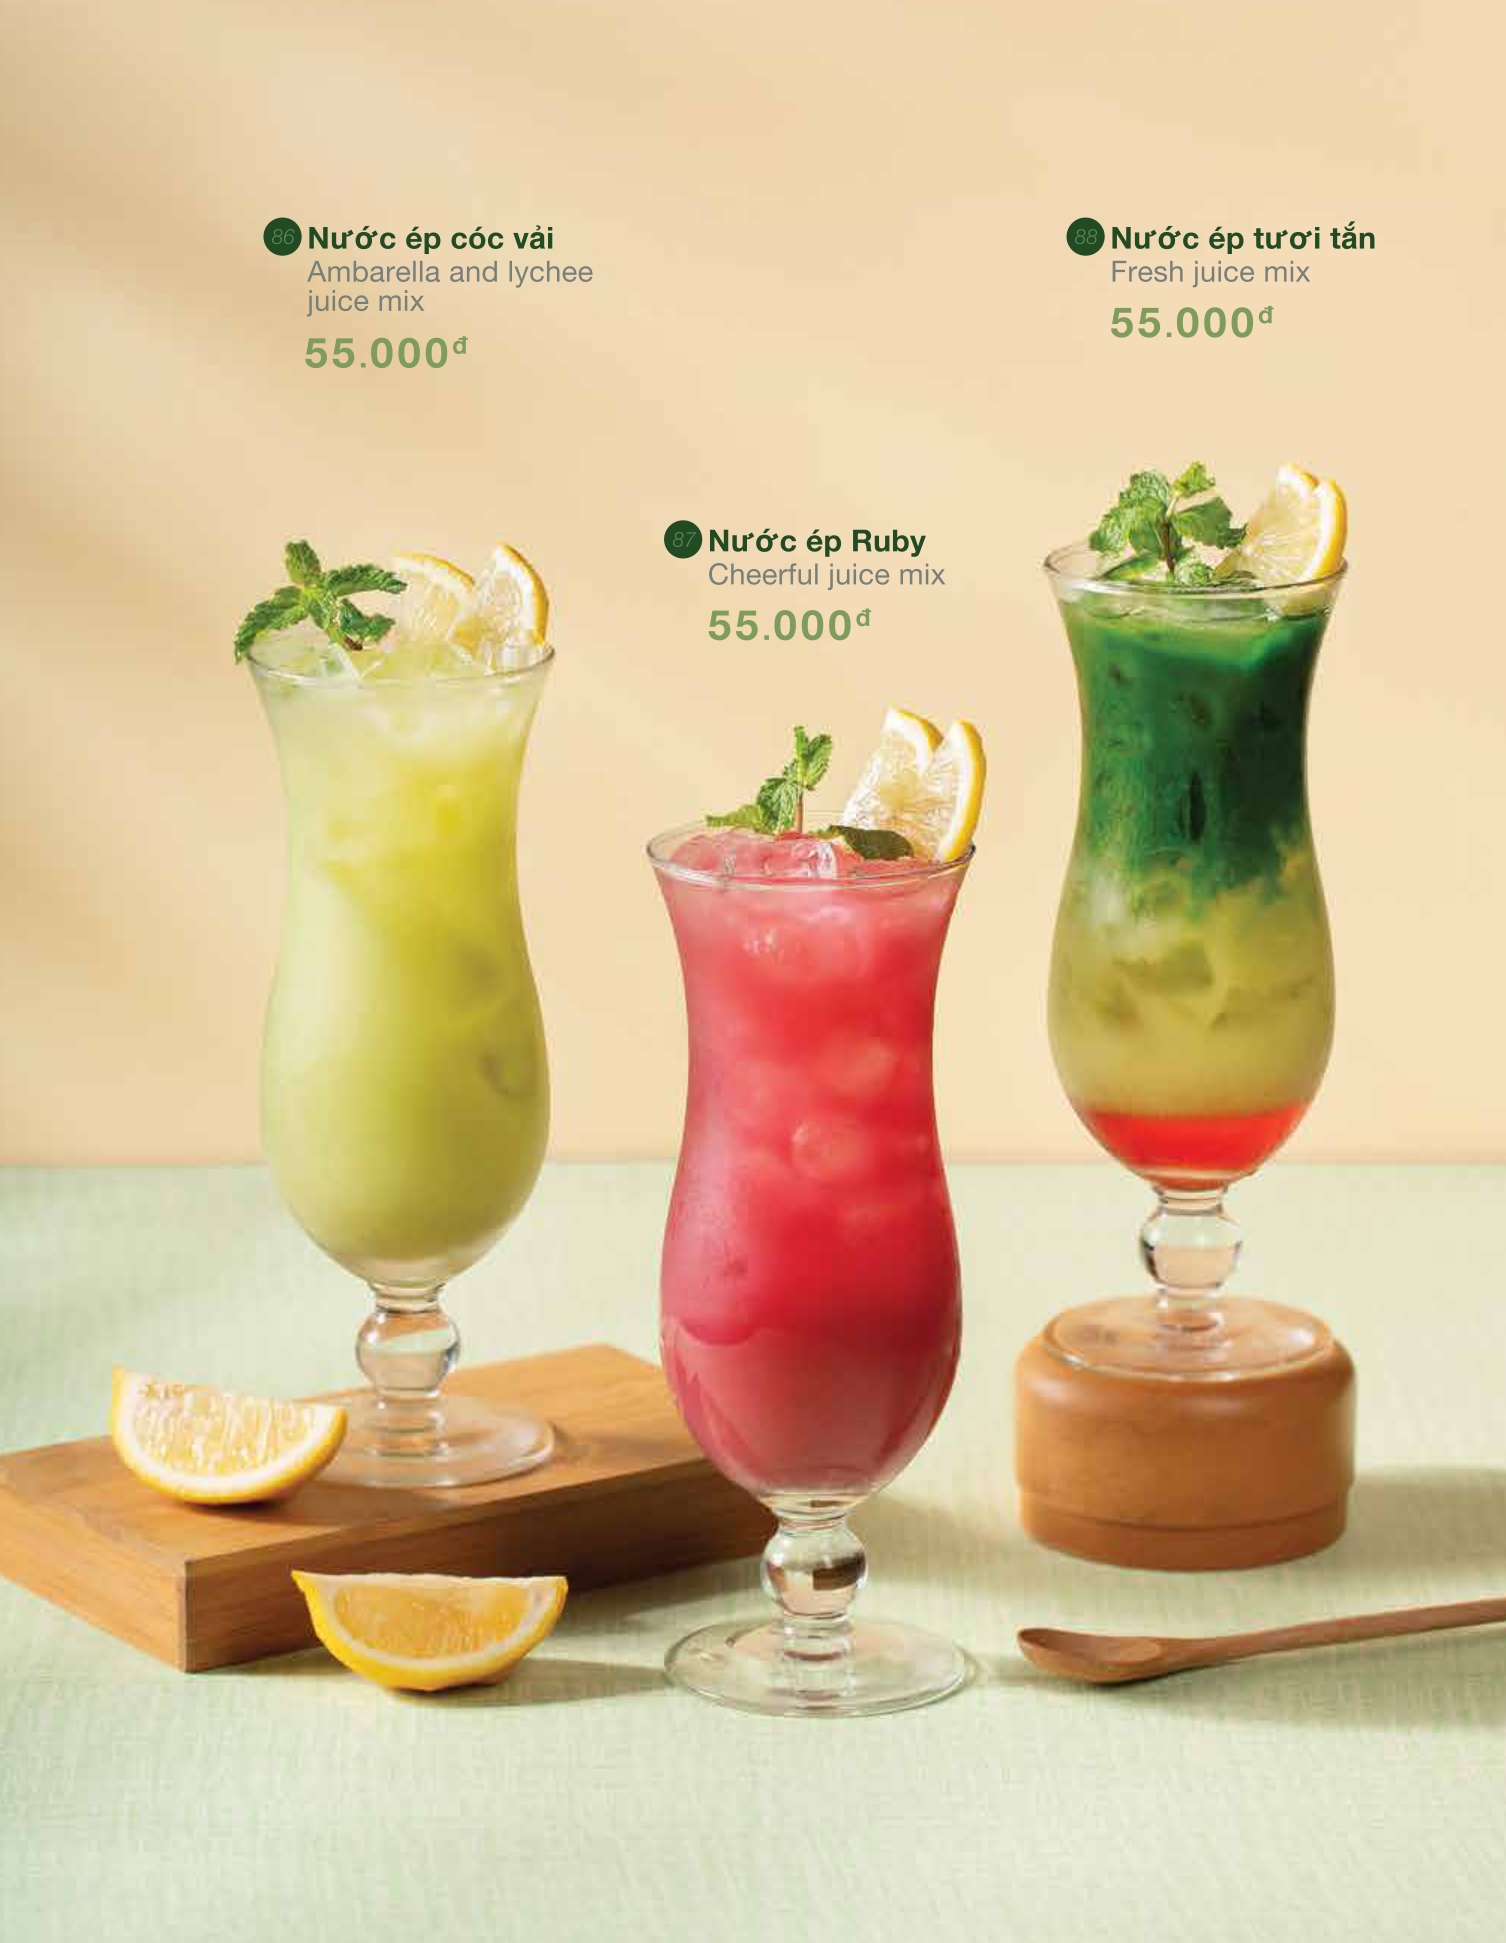 86 Nước ép cóc vải
Ambarella and lychee
juice mix
55.000đ
87 Nước ép Ruby
Cheerful juice mix
55.000đ
88 Nước ép tươi tắn
Fresh juice mix
55.000đ